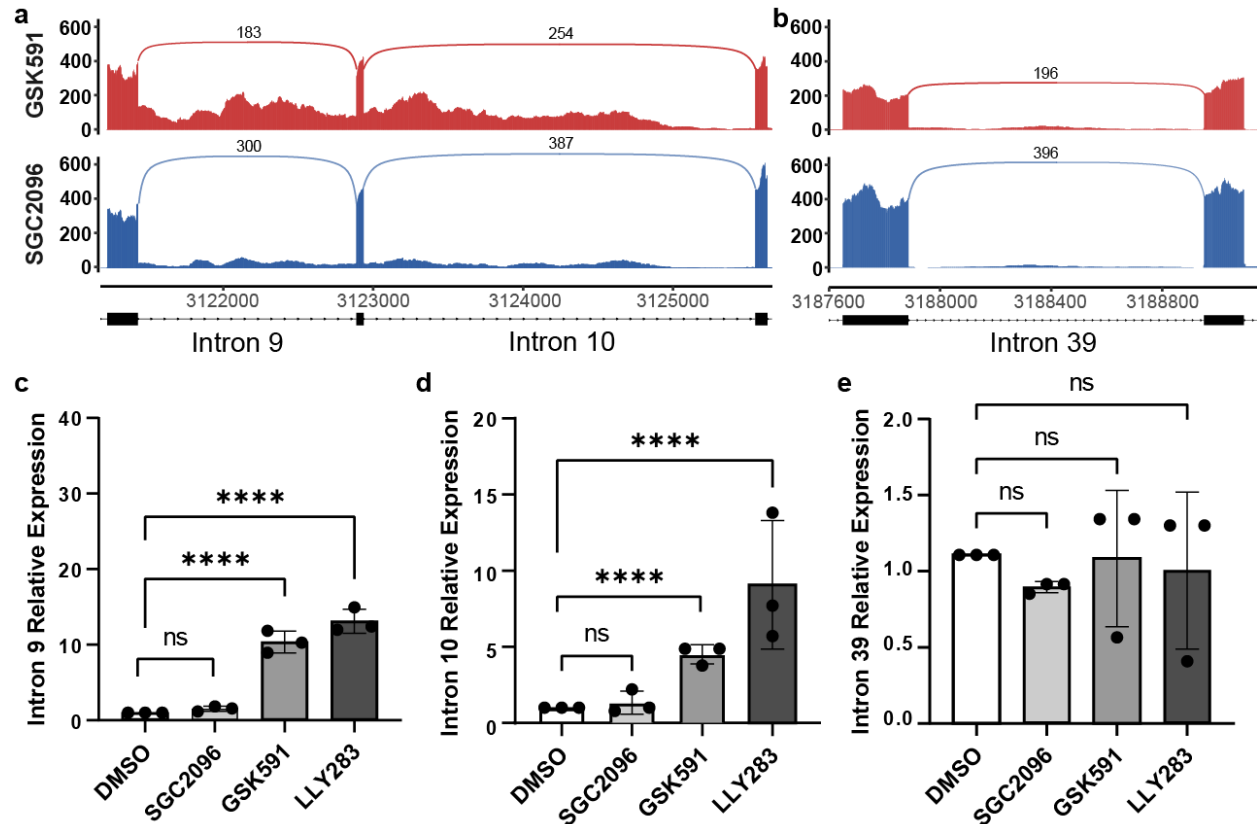 a
GSK591
600
400
200
0
183
254
SGC2096
600
400
200
0
300
387
3122000 3123000 3124000 3125000
Intron 9 Intron 10
b
600
400
200
0
196
600
400
200
0
396
3187600 3188000 3188400 3188800
Intron 39
c
Intron 9 Relative Expression
40
30
20
10
0
****
****
ns
DMSO
SGC2096
GSK591
LLY283
d
Intron 10 Relative Expression
20
15
10
5
0
****
****
ns
DMSO
SGC2096
GSK591
LLY283
e
Intron 39 Relative Expression
2.0
1.5
1.0
0.5
0.0
ns
ns
ns
DMSO
SGC2096
GSK591
LLY283